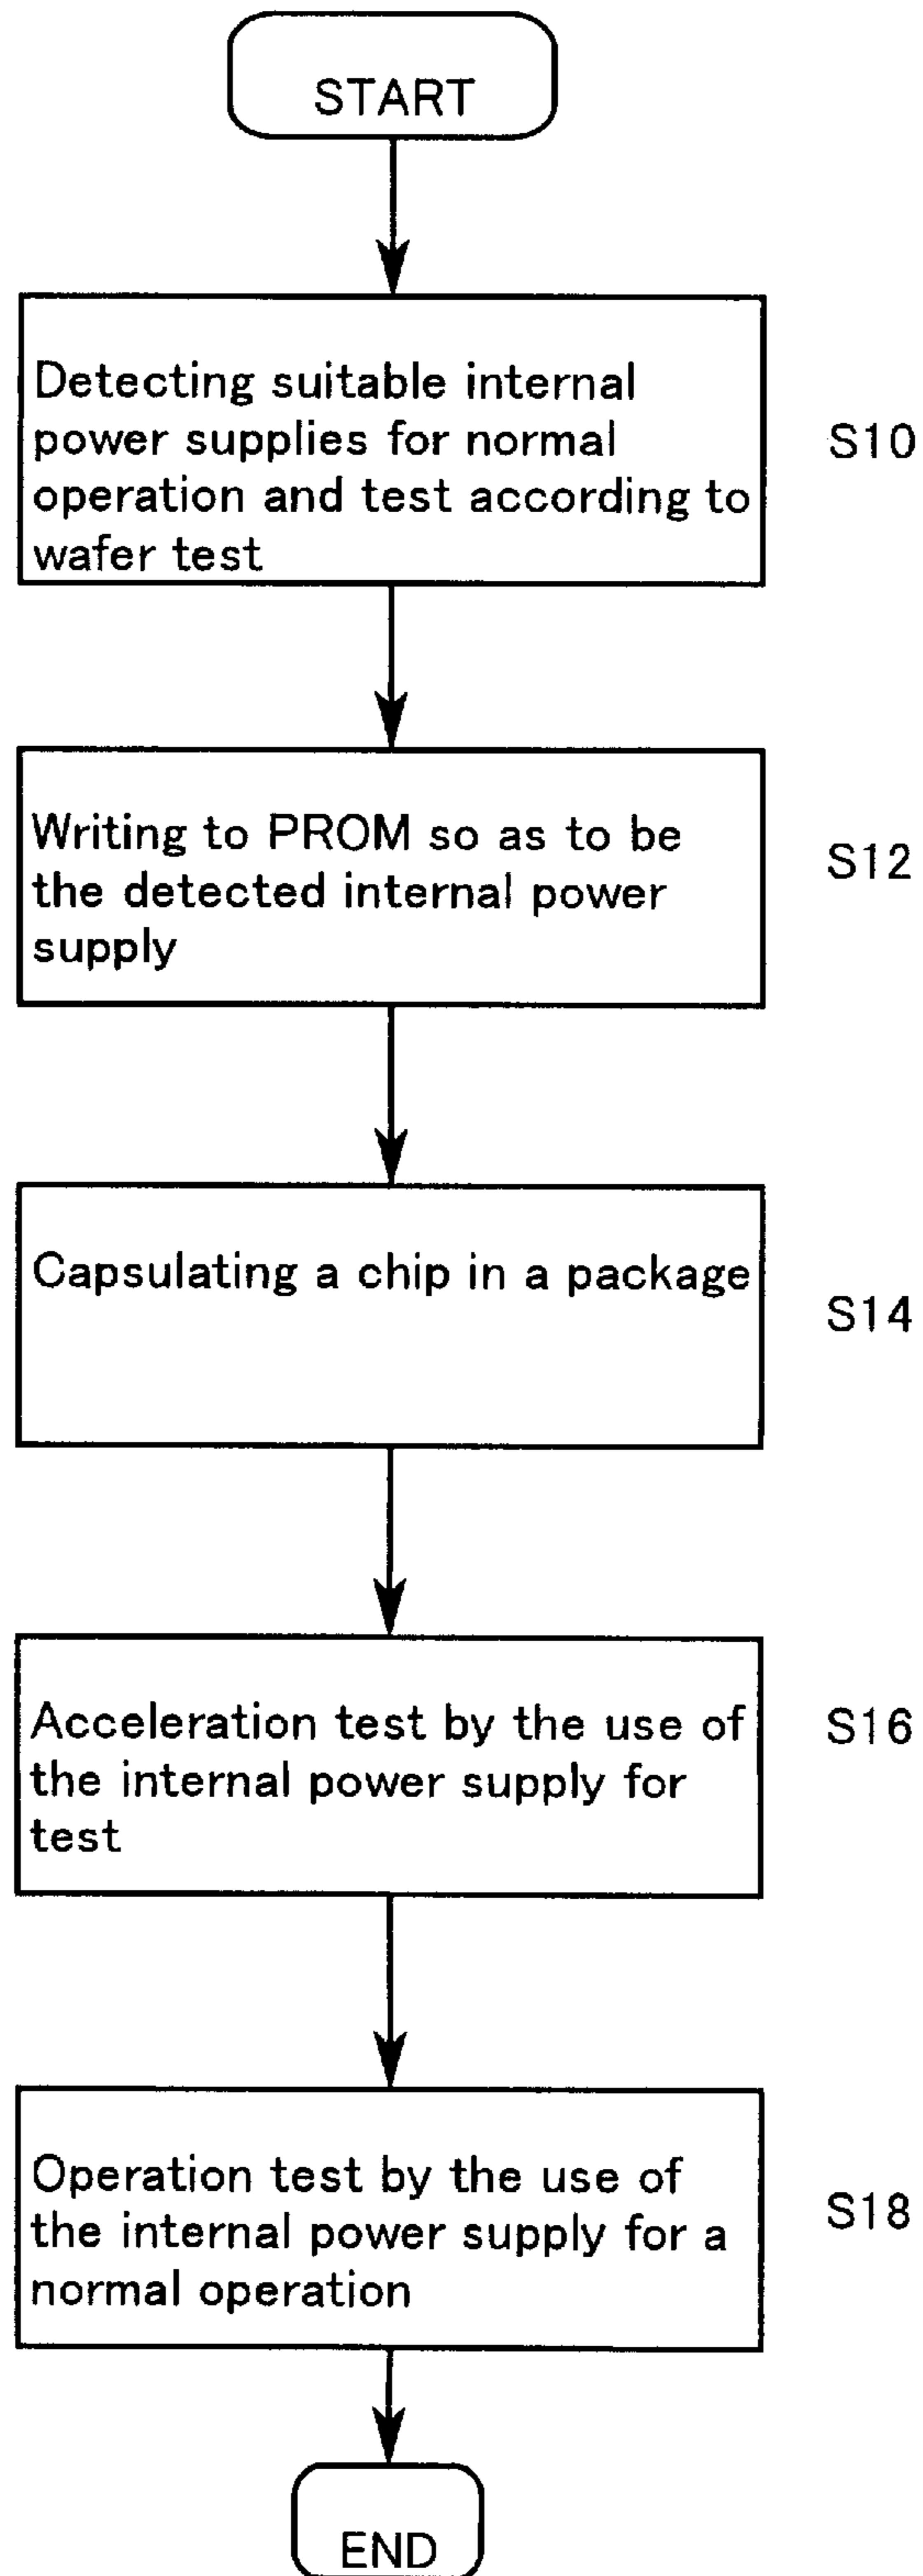 START
Detecting suitable internal
power supplies for normal
operation and test according to
wafer test
S10
Writing to PROM so as to be
the detected internal power
supply
S12
Capsulating a chip in a package
S14
Acceleration test by the use of
the internal power supply for
test
S16
Operation test by the use of
the internal power supply for a
normal operation
S18
END